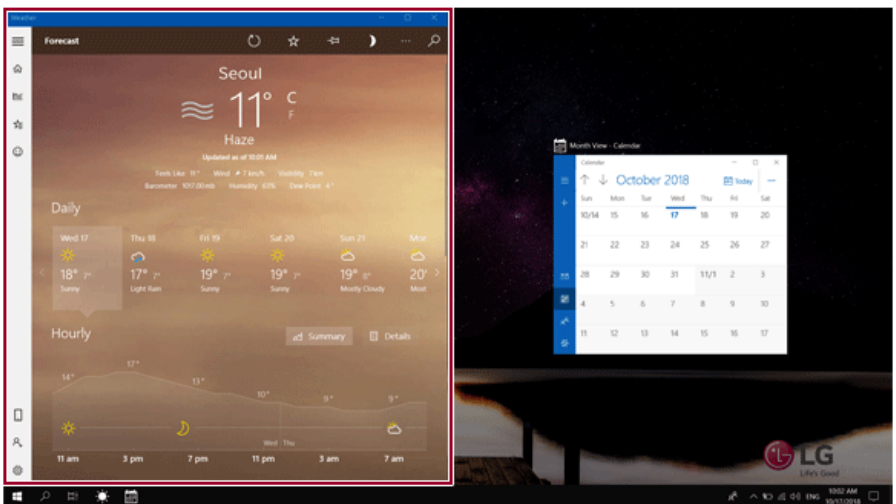 Weather
Forecast
Seoul
11° C
F
Haze
Updated as of 10:01 AM
Feels Like 11° Wind 7 km/h Visibility 7 km
Barometer 1017.00 mb Humidity 63% Dew Point 4°
Daily
Wed 17 Thu 18 Fri 19 Sat 20 Sun 21 Mon
18° 7° 17° 7° 19° 7° 19° 7° 19° 8° 20°
Sunny Light Rain Sunny Sunny Mostly Cloudy Most
Hourly
Summary Details
14° 17° 13° 10° 9° 9°
Wed Thu
11 am 3 pm 7 pm 11 pm 3 am 7 am
Month View - Calendar
Calendar
October 2018 Today
Sun Mon Tue Wed Thu Fri Sat
10/14 15 16 17 18 19 20
21 22 23 24 25 26 27
28 29 30 31 11/1 2 3
4 5 6 7 8 9 10
11 12 13 14 15 16 17
LG
Life's Good
ENG
10:02 AM
10/17/2018